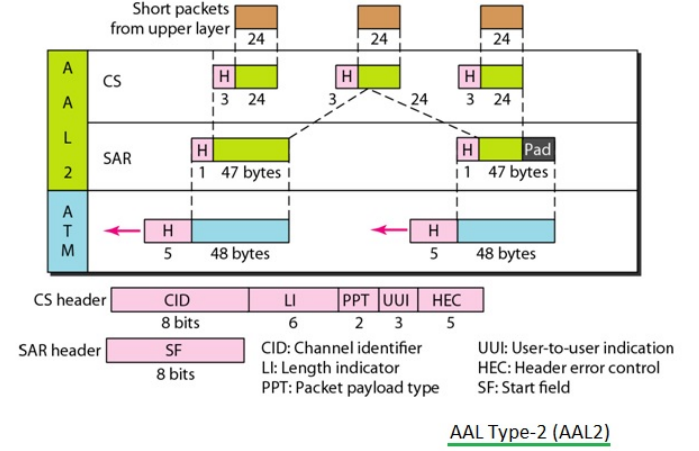 Short packets
from upper layer
24 24 24
A A L 2
CS
H H H
3 24 3 24 3 24
SAR
H H Pad
1 47 bytes 1 47 bytes
A T M
H H
5 48 bytes 5 48 bytes
CS header CID LI PPT UUI HEC
8 bits 6 2 3 5
SAR header SF
8 bits
CID: Channel identifier
LI: Length indicator
PPT: Packet payload type
UUI: User-to-user indication
HEC: Header error control
SF: Start field
AAL Type-2 (AAL2)